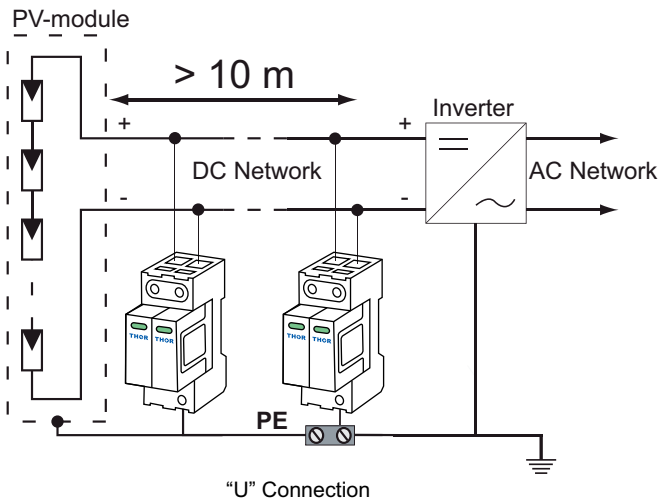 PV-module
> 10 m
Inverter
+
+
DC Network
AC Network
-
-
THOR THOR
THOR THOR
PE
“U” Connection